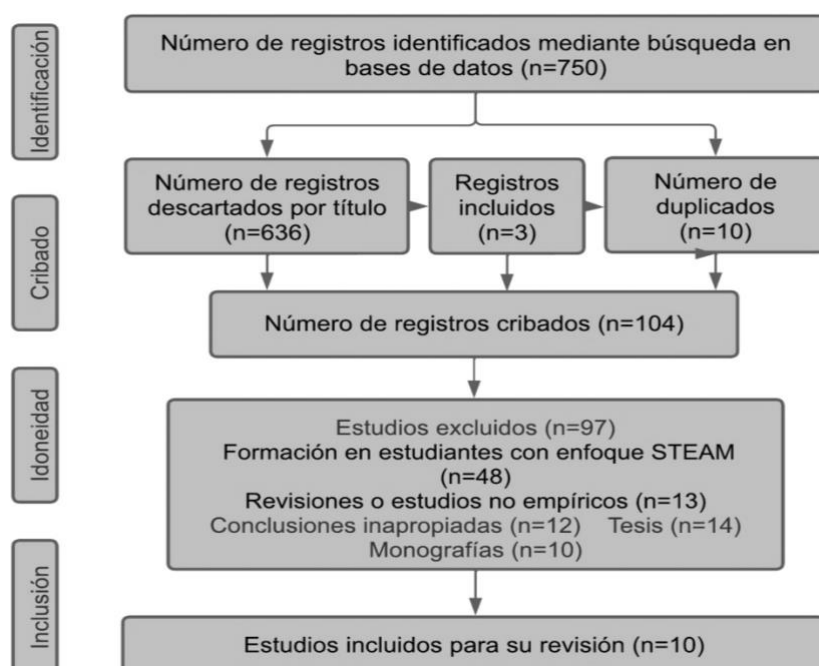 Identificación
Número de registros identificados mediante búsqueda en
bases de datos (n=750)
Cribado
Número de registros
descartados por título
(n=636)
Registros
incluidos
(n=3)
Número de
duplicados
(n=10)
Número de registros cribados (n=104)
Idoneidad
Estudios excluidos (n=97)
Formación en estudiantes con enfoque STEAM
(n=48)
Revisiones o estudios no empíricos (n=13)
Conclusiones inapropiadas (n=12) Tesis (n=14)
Monografías (n=10)
Inclusión
Estudios incluidos para su revisión (n=10)